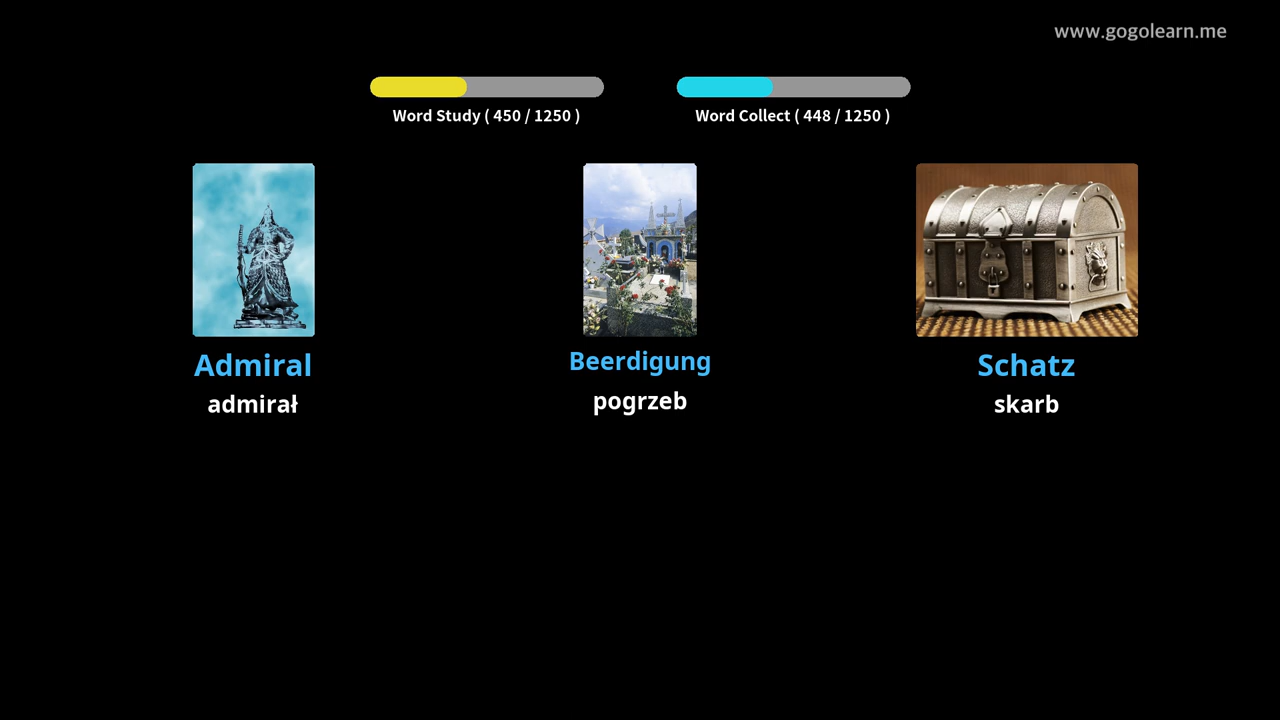 www.gogolearn.me
Word Study ( 450 / 1250 )
Word Collect ( 448 / 1250 )
Admiral
admirał
Beerdigung
pogrzeb
Schatz
skarb